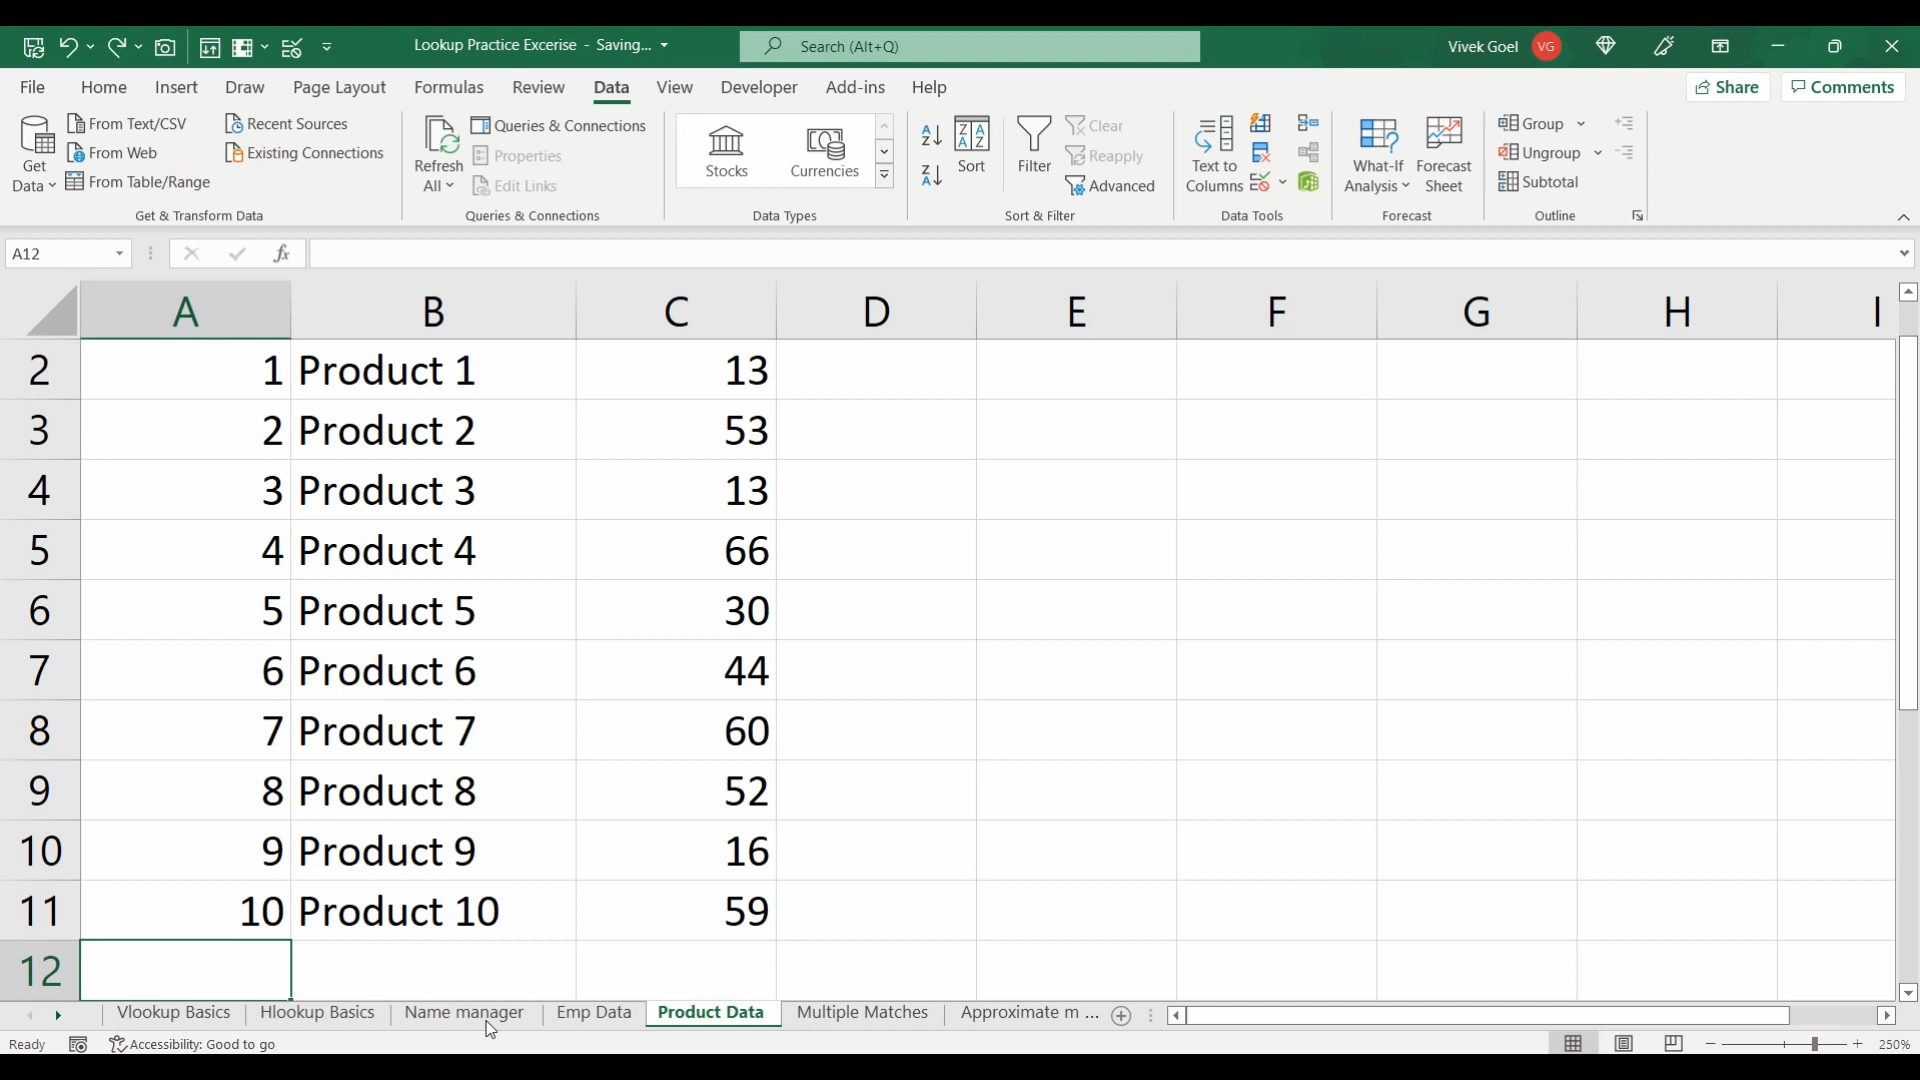 Lookup Practice Excerise - Saving...
Search (Alt+Q)
Vivek Goel VG
File Home Insert Draw Page Layout Formulas Review Data View Developer Add-ins Help
Share Comments
Get Data
From Text/CSV
From Web
From Table/Range
Recent Sources
Existing Connections
Get & Transform Data
Refresh All
Queries & Connections
Properties
Edit Links
Queries & Connections
Stocks
Currencies
Data Types
Sort
Filter
Clear
Reapply
Advanced
Sort & Filter
Text to Columns
Data Tools
What-If Analysis
Forecast Sheet
Forecast
Group
Ungroup
Subtotal
Outline
A12
fx
A B C D E F G H I
2 1 Product 1 13
3 2 Product 2 53
4 3 Product 3 13
5 4 Product 4 66
6 5 Product 5 30
7 6 Product 6 44
8 7 Product 7 60
9 8 Product 8 52
10 9 Product 9 16
11 10 Product 10 59
12
Vlookup Basics Hlookup Basics Name manager Emp Data Product Data Multiple Matches Approximate m ...
Ready Accessibility: Good to go 250%